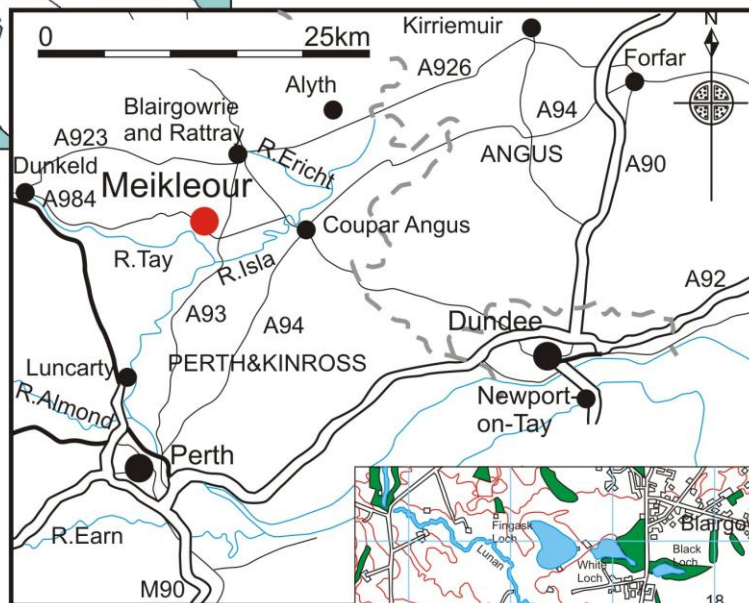 0 25km
Kirriemuir
N
Forfar
A926
Alyth
A94
Blairgowrie
and Rattray
A923
R.Ericht
ANGUS
A90
Dunkeld
Meikleour
A984
Coupar Angus
R.Tay
R.Isla
A92
A93
A94
Dundee
Luncarty
PERTH&KINROSS
R.Almond
Newport-
on-Tay
Perth
R.Earn
M90
Fingask
Loch
Lunan
White
Loch
Black
Loch
Blairgo
18